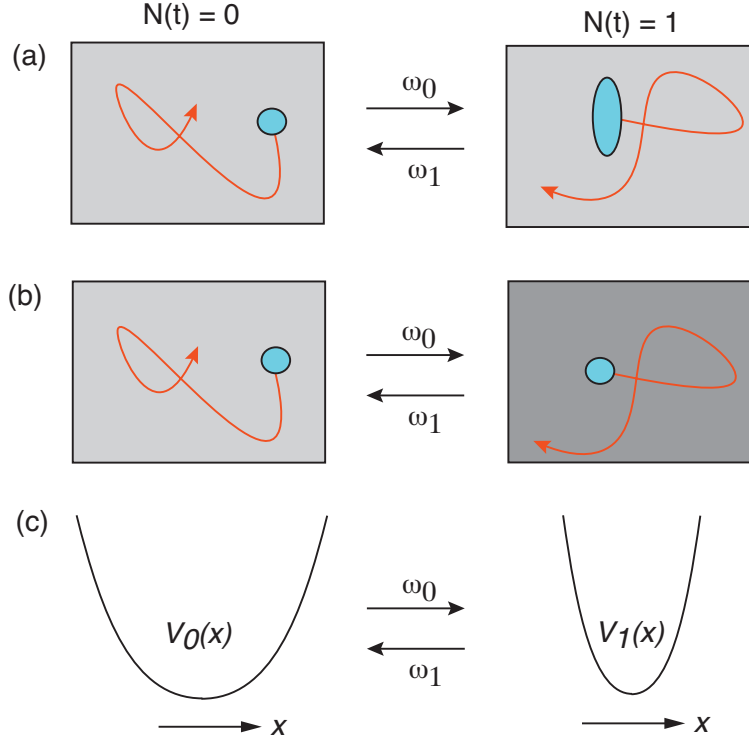 N(t) = 0
N(t) = 1
(a)
ω0
ω1
(b)
ω0
ω1
(c)
V0(x)
ω0
ω1
V1(x)
x
x